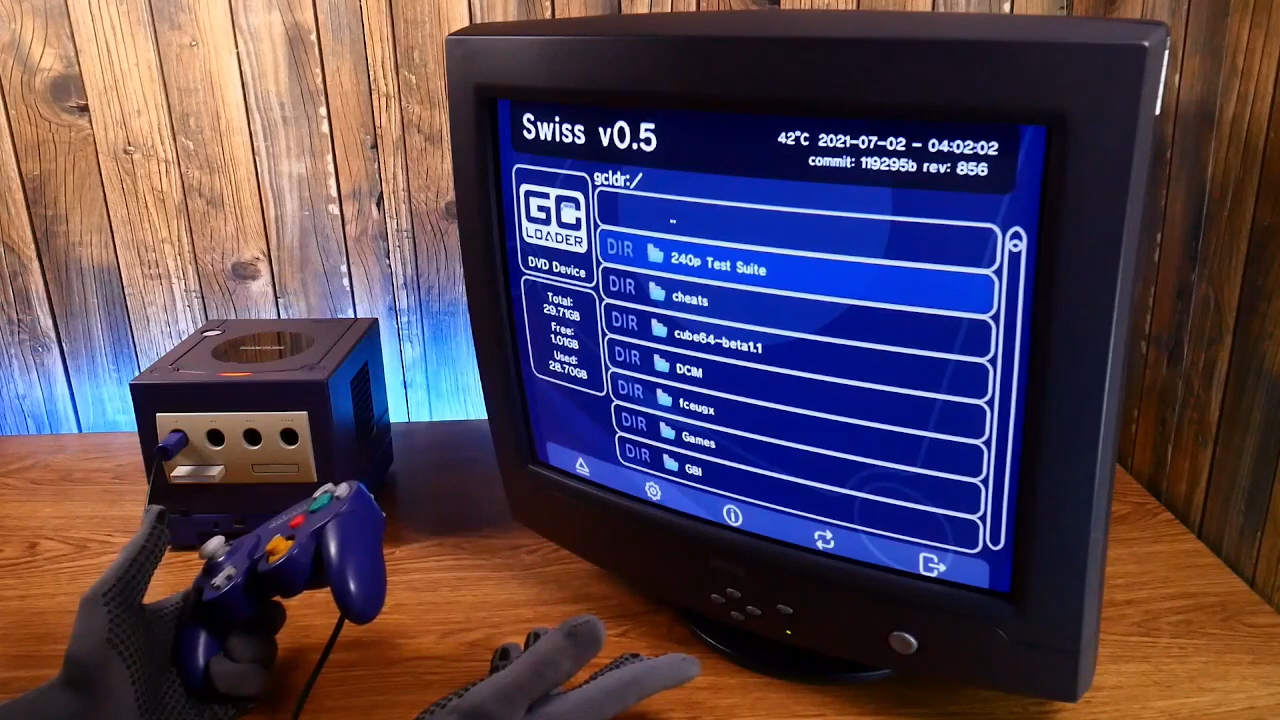 Swiss v0.5
42°C 2021-07-02 - 04:02:02
commit: 119295b rev: 856
gcldr:/
GC
LOADER
DVD Device
Total:
29.71GB
Free:
1.01GB
Used:
28.70GB
..
DIR 240p Test Suite
DIR cheats
DIR cube64-beta1.1
DIR DCIM
DIR fceugx
DIR Games
DIR GBI